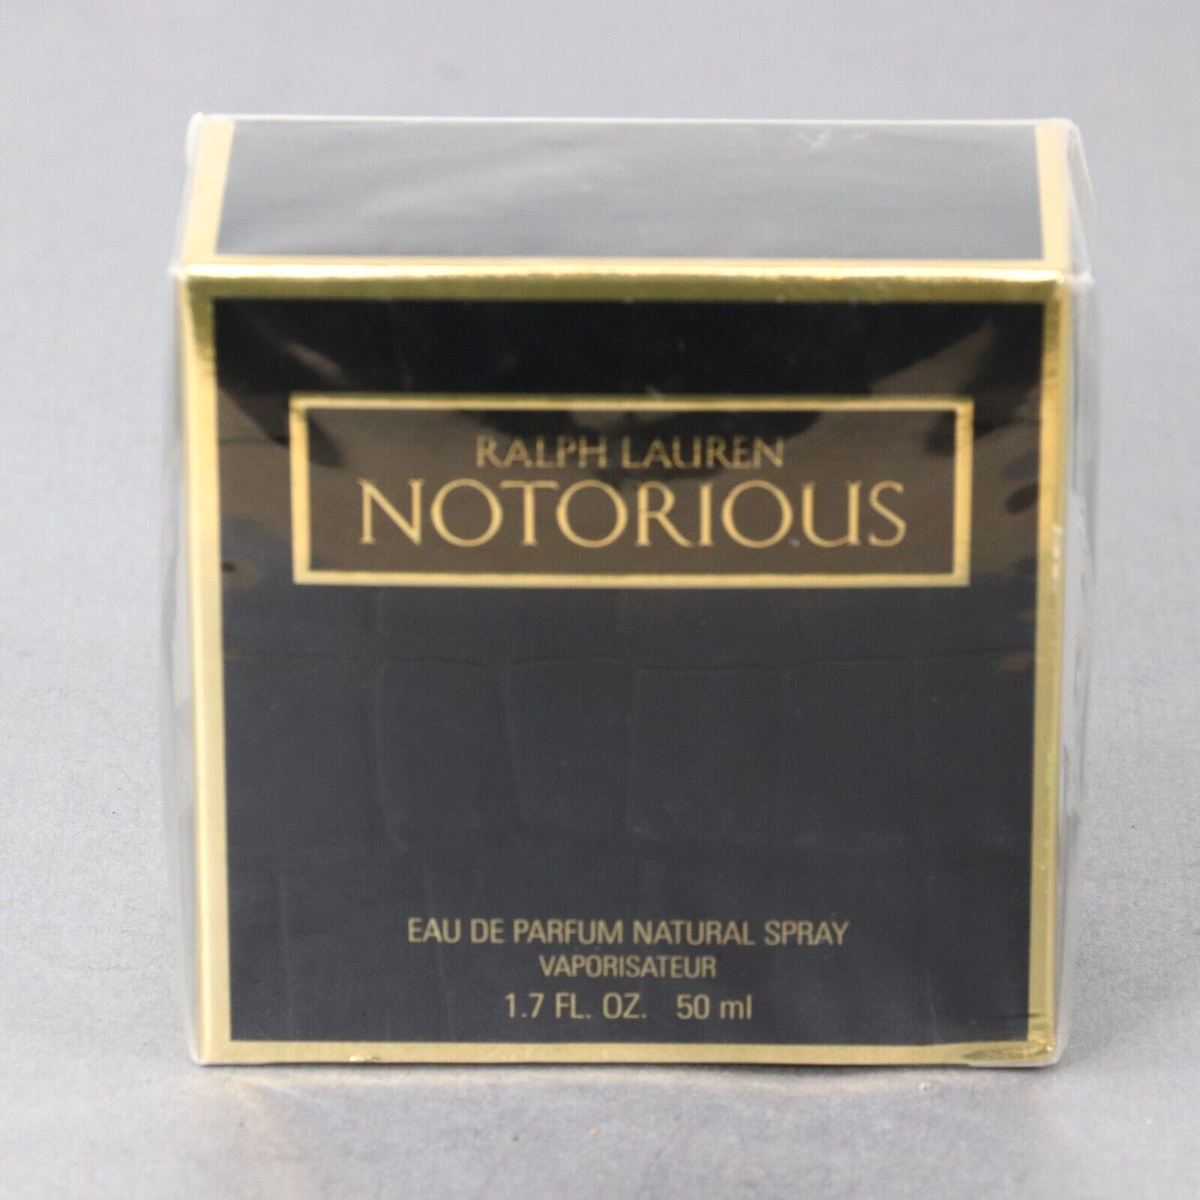 RALPH LAUREN
NOTORIOUS
EAU DE PARFUM NATURAL SPRAY
VAPORISATEUR
1.7 FL. OZ. 50 ml